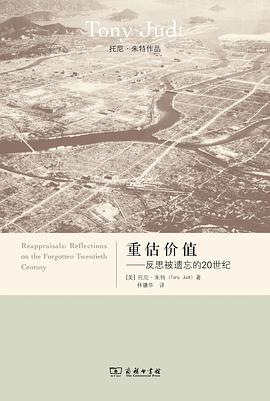 Tony Judt
托尼·朱特作品
Reappraisals: Reflections
on the Forgotten Twentieth
Century
重估价值
——反思被遗忘的20世纪
[美] 托尼·朱特 (Tony Judt) 著
林骧华 译
商务印书馆
The Commercial Press